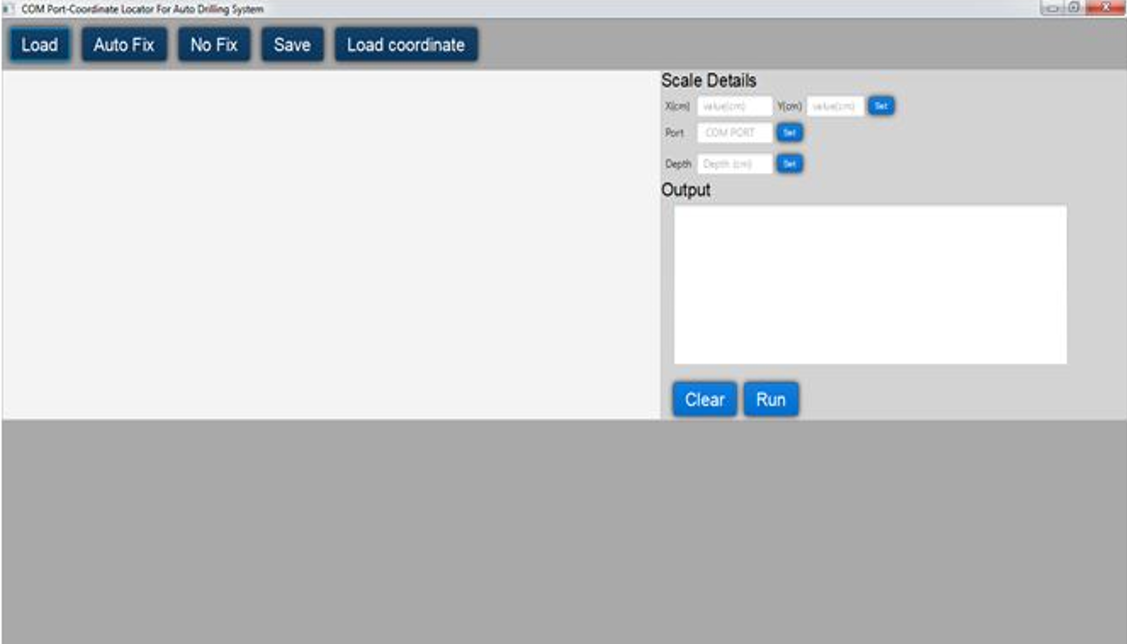 COM Port-Coordinate Locator For Auto Drilling System
Load Auto Fix No Fix Save Load coordinate
Scale Details
X(cm) value(cm) Y(cm) value(cm) Set
Port COM PORT Set
Depth Depth (cm) Set
Output
Clear Run